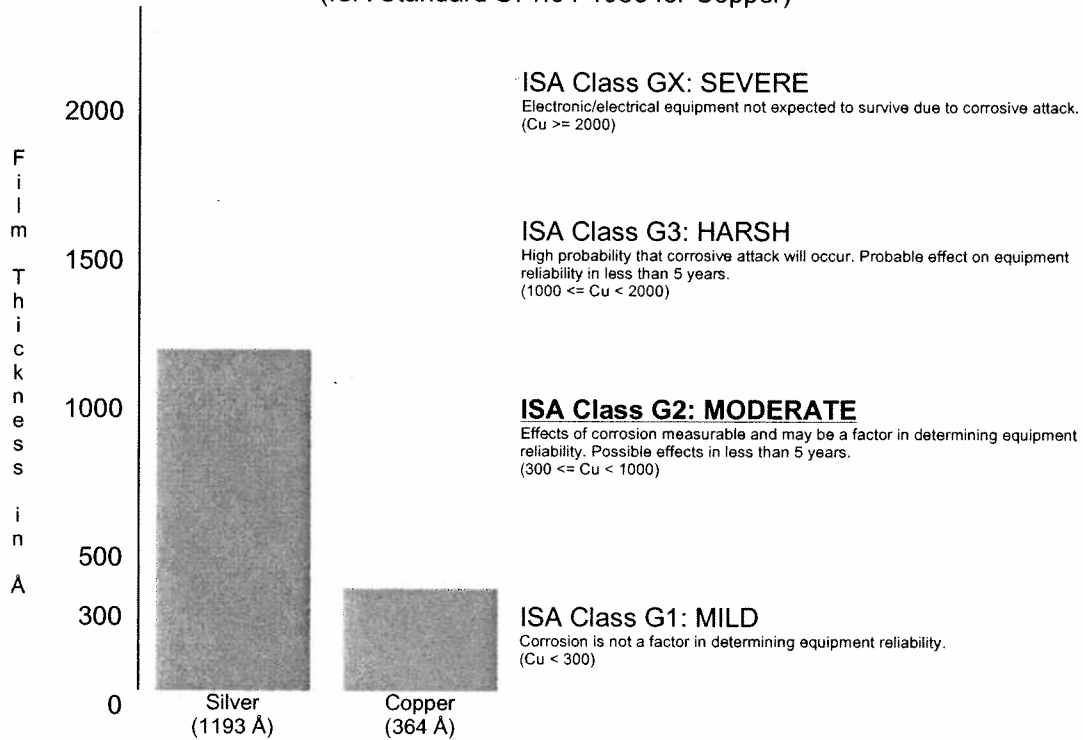 ISA Class GX: SEVERE
Electronic/electrical equipment not expected to survive due to corrosive attack.
(Cu >= 2000)
ISA Class G3: HARSH
High probability that corrosive attack will occur. Probable effect on equipment
reliability in less than 5 years.
(1000 <= Cu < 2000)
ISA Class G2: MODERATE
Effects of corrosion measurable and may be a factor in determining equipment
reliability. Possible effects in less than 5 years.
(300 <= Cu < 1000)
ISA Class G1: MILD
Corrosion is not a factor in determining equipment reliability.
(Cu < 300)
Film Thickness in Å
2000
1500
1000
500
300
0
Silver
(1193 Å)
Copper
(364 Å)